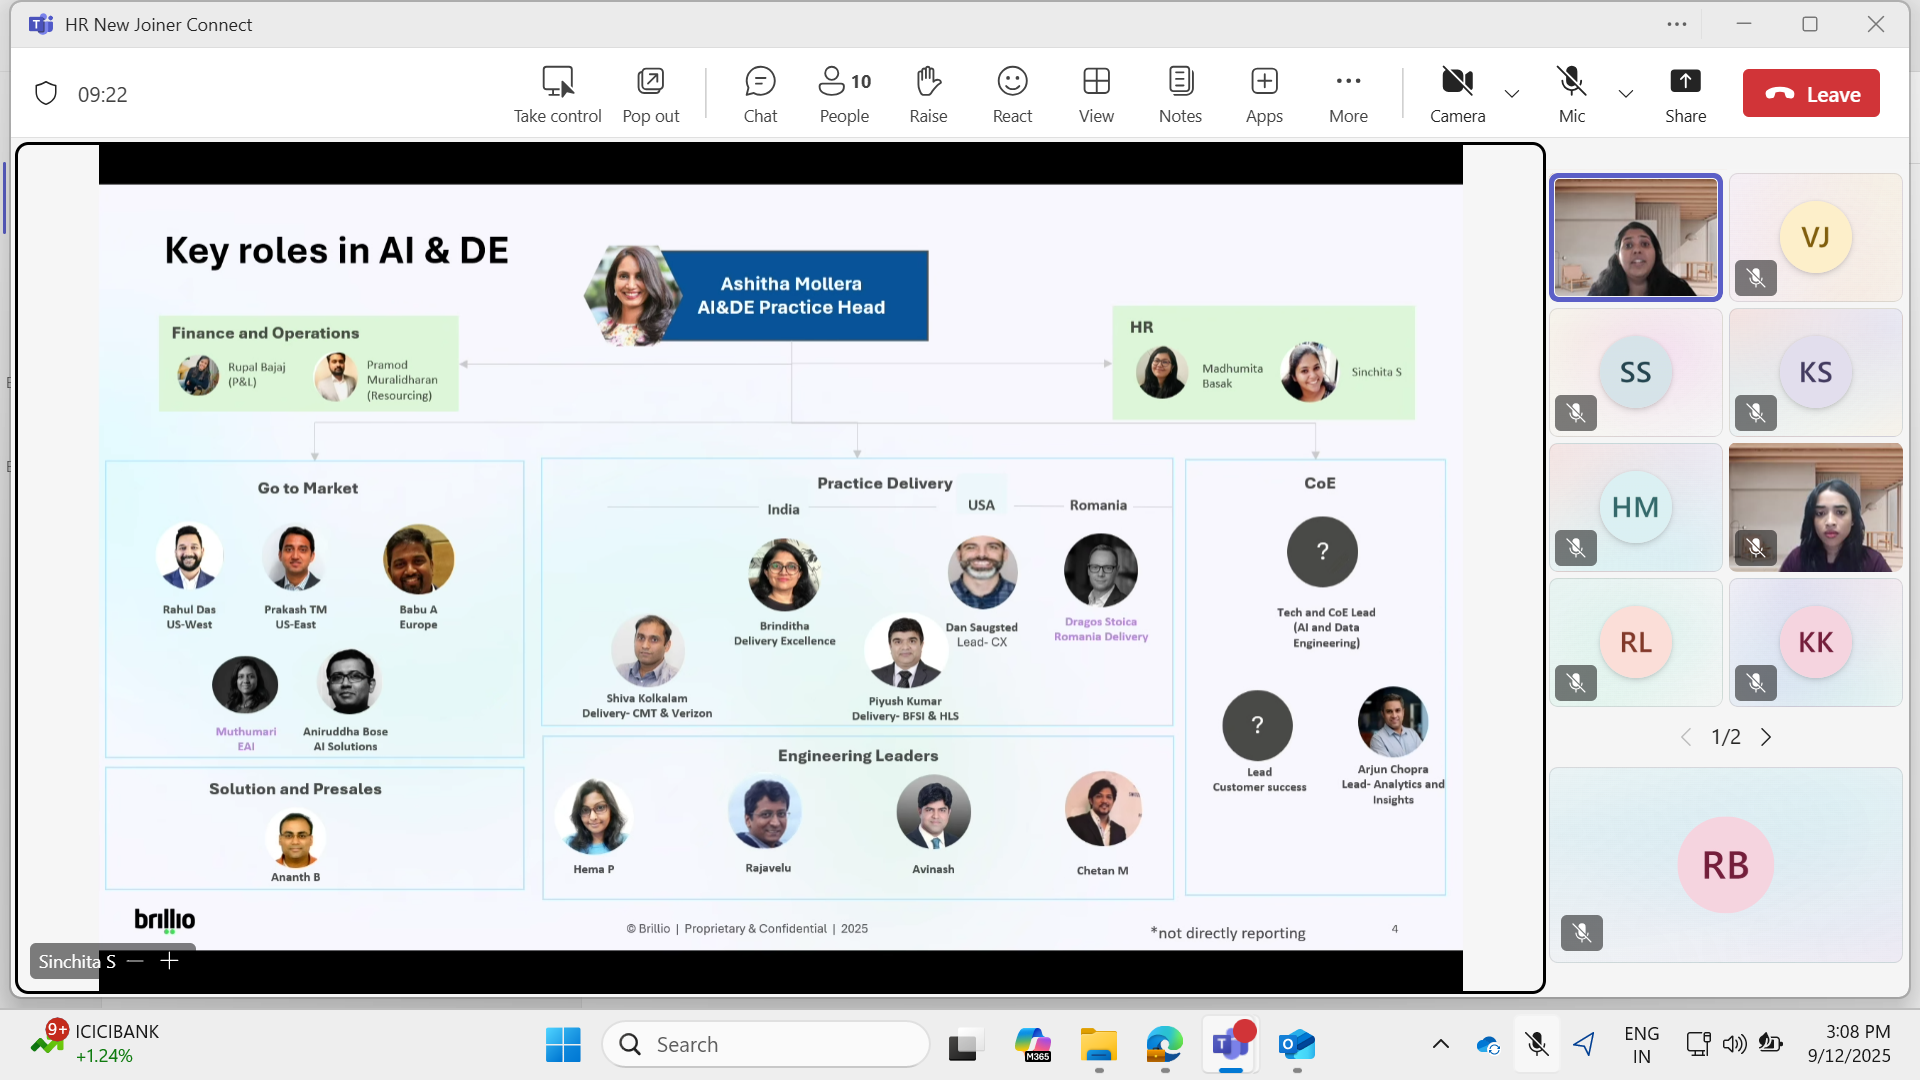 HR New Joiner Connect
09:22
Take control
Pop out
Chat
10
People
Raise
React
View
Notes
Apps
More
Camera
Mic
Share
Leave
Key roles in AI & DE
Ashitha Mollera
AI&DE Practice Head
Finance and Operations
Rupal Bajaj
(P&L)
Pramod
Muralidharan
(Resourcing)
HR
Madhumita
Basak
Sinchita S
Go to Market
Rahul Das
US-West
Prakash TM
US-East
Babu A
Europe
Muthumari
EAI
Aniruddha Bose
AI Solutions
Solution and Presales
Ananth B
Practice Delivery
India
USA
Romania
Brinditha
Delivery Excellence
Dan Saugsted
Lead- CX
Dragos Stoica
Romania Delivery
Shiva Kolkalam
Delivery- CMT & Verizon
Piyush Kumar
Delivery- BFSI & HLS
Engineering Leaders
Hema P
Rajavelu
Avinash
Chetan M
CoE
?
Tech and CoE Lead
(AI and Data
Engineering)
?
Lead
Customer success
Arjun Chopra
Lead- Analytics and
Insights
brillio
© Brillio | Proprietary & Confidential | 2025
*not directly reporting
4
Sinchita S
VJ
SS
KS
HM
RL
KK
1/2
RB
9+
ICICIBANK
+1.24%
Search
M365
ENG
IN
3:08 PM
9/12/2025